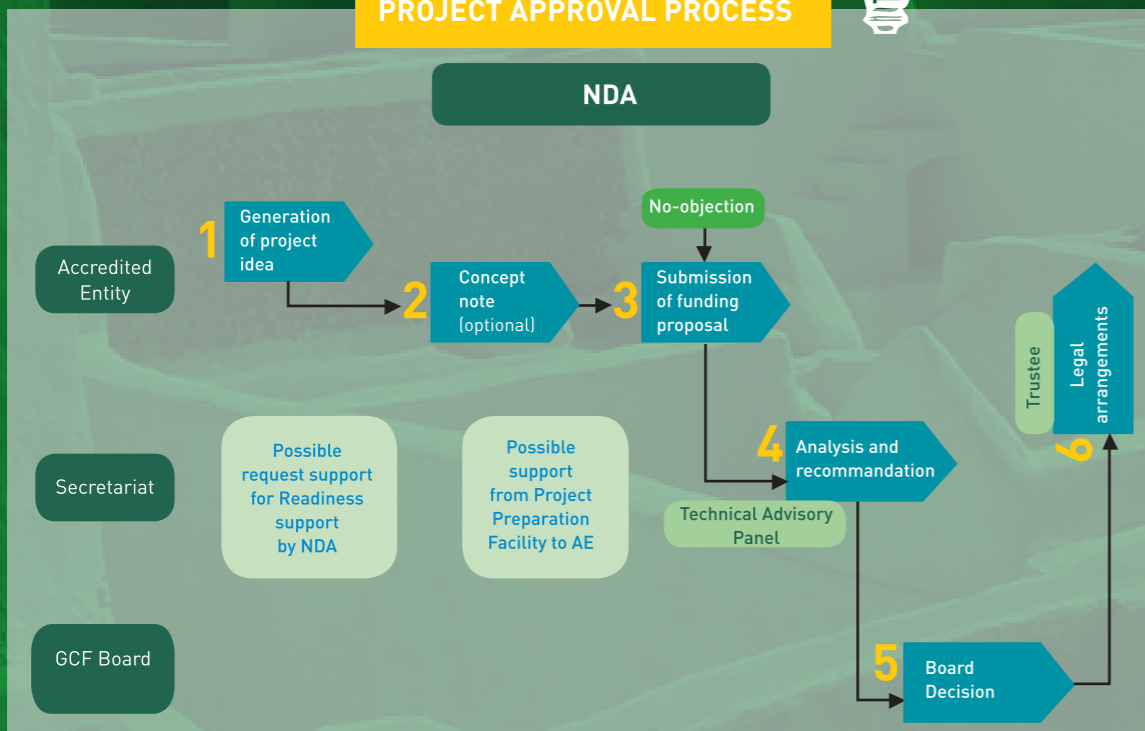 PROJECT APPROVAL PROCESS
NDA
No-objection
1
Generation
of project
idea
Accredited
Entity
2
Concept
note
(optional)
3
Submission
of funding
proposal
Trustee
Legal
arrangements
6
Possible
request support
for Readiness
support
by NDA
Possible
support
from Project
Preparation
Facility to AE
4
Analysis and
recommandation
Secretariat
Technical Advisory
Panel
GCF Board
5
Board
Decision